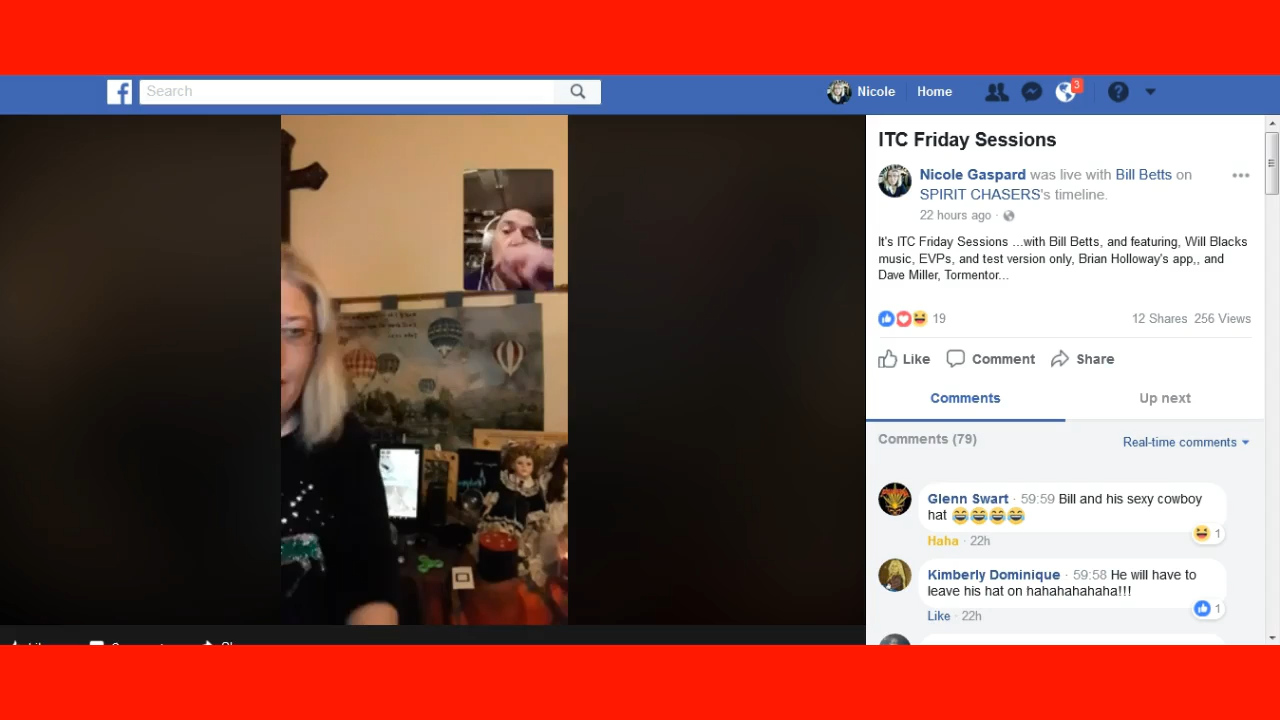 Search
Nicole
Home
3
ITC Friday Sessions
Nicole Gaspard was live with Bill Betts on
SPIRIT CHASERS's timeline.
22 hours ago ·
It's ITC Friday Sessions ...with Bill Betts, and featuring, Will Blacks
music, EVPs, and test version only, Brian Holloway's app,, and
Dave Miller, Tormentor...
19
12 Shares 256 Views
Like
Comment
Share
Comments
Up next
Comments (79)
Real-time comments
Glenn Swart · 59:59 Bill and his sexy cowboy
hat 😂😂😂😂
1
Haha · 22h
Kimberly Dominique · 59:58 He will have to
leave his hat on hahahahahaha!!!
1
Like · 22h